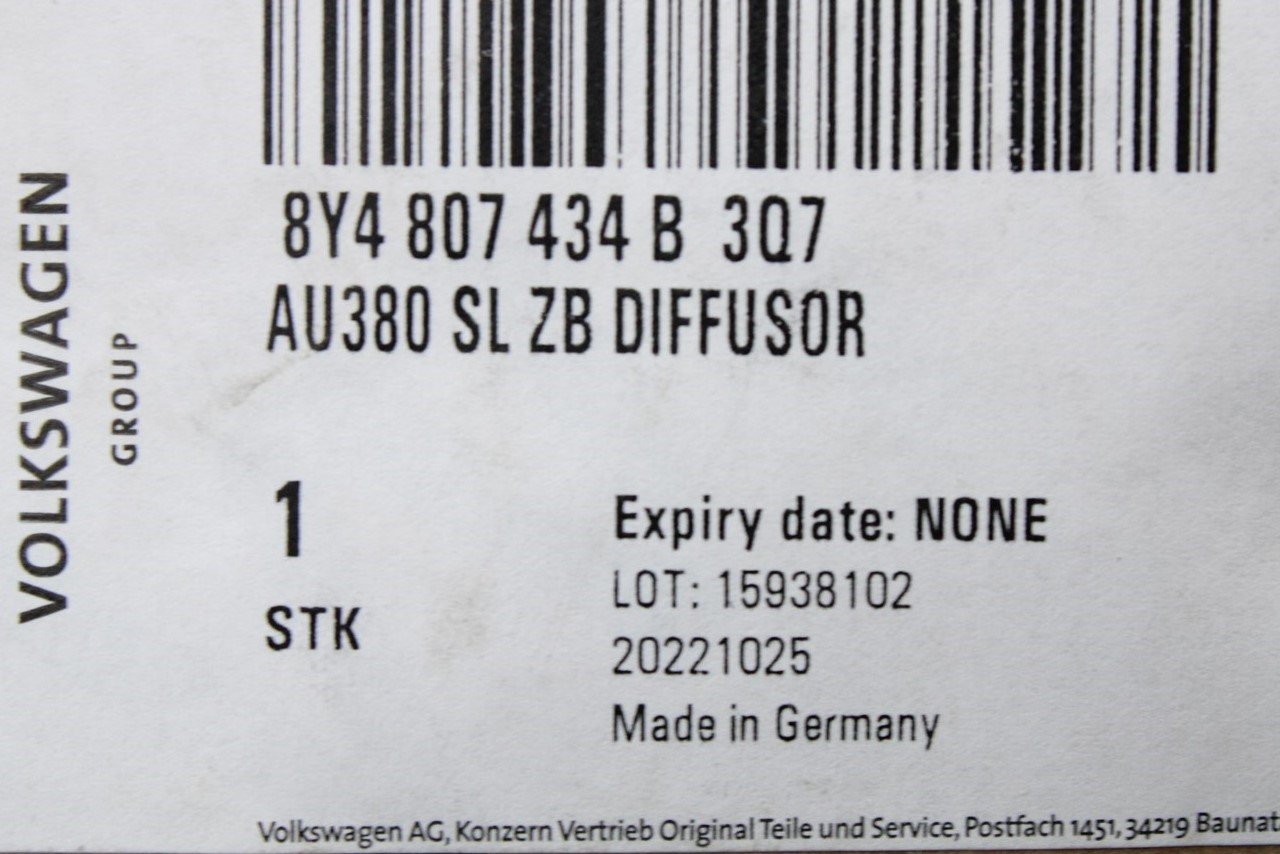 VOLKSWAGEN
GROUP
8Y4 807 434 B 3Q7
AU380 SL ZB DIFFUSOR
1
STK
Expiry date: NONE
LOT: 15938102
20221025
Made in Germany
Volkswagen AG, Konzern Vertrieb Original Teile und Service, Postfach 1451, 34219 Baunat